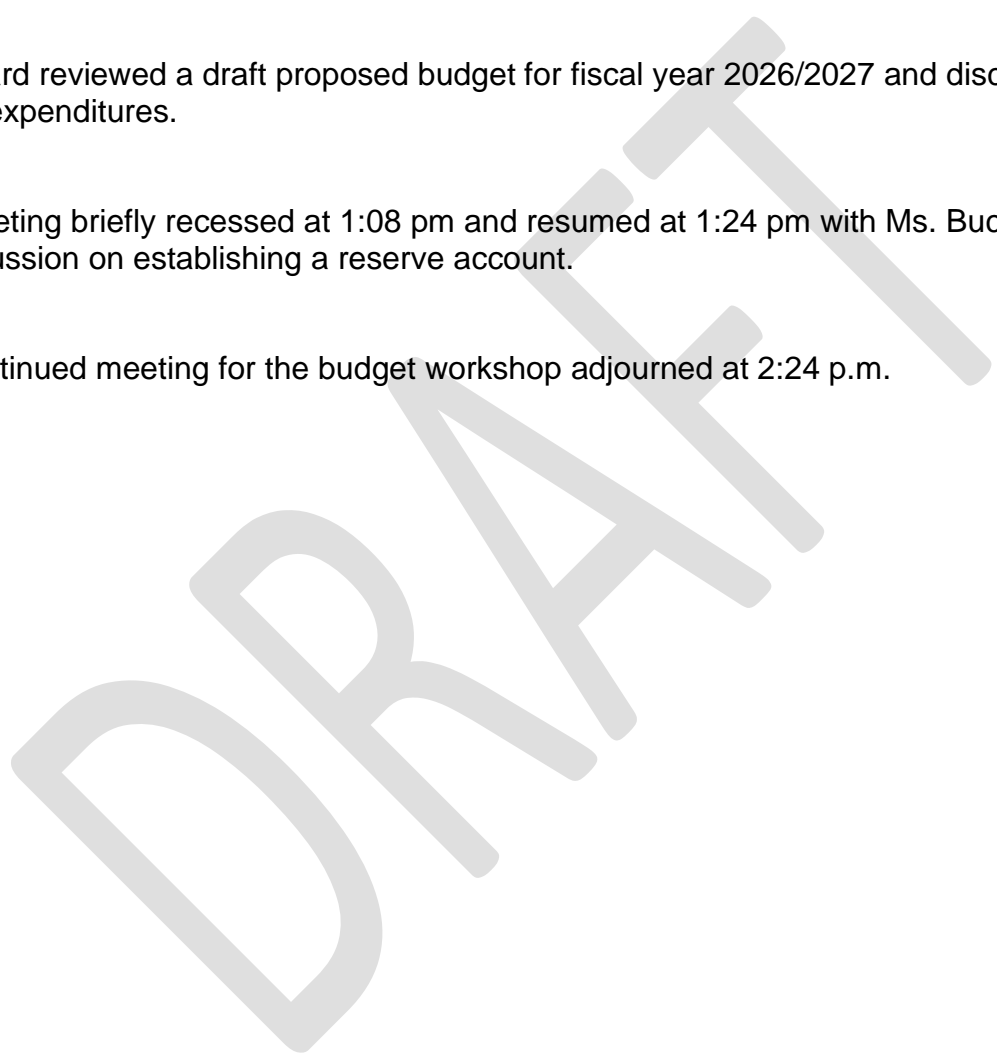 rd reviewed a draft proposed budget for fiscal year 2026/2027 and disc
expenditures.
eting briefly recessed at 1:08 pm and resumed at 1:24 pm with Ms. Buc
ussion on establishing a reserve account.
tinued meeting for the budget workshop adjourned at 2:24 p.m.
DRAFT